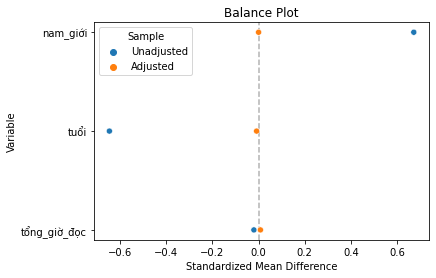 Balance Plot
Sample
Unadjusted
Adjusted
nam_giới
tuổi
tổng_giờ_đọc
Variable
−0.6
−0.4
−0.2
0.0
0.2
0.4
0.6
Standardized Mean Difference